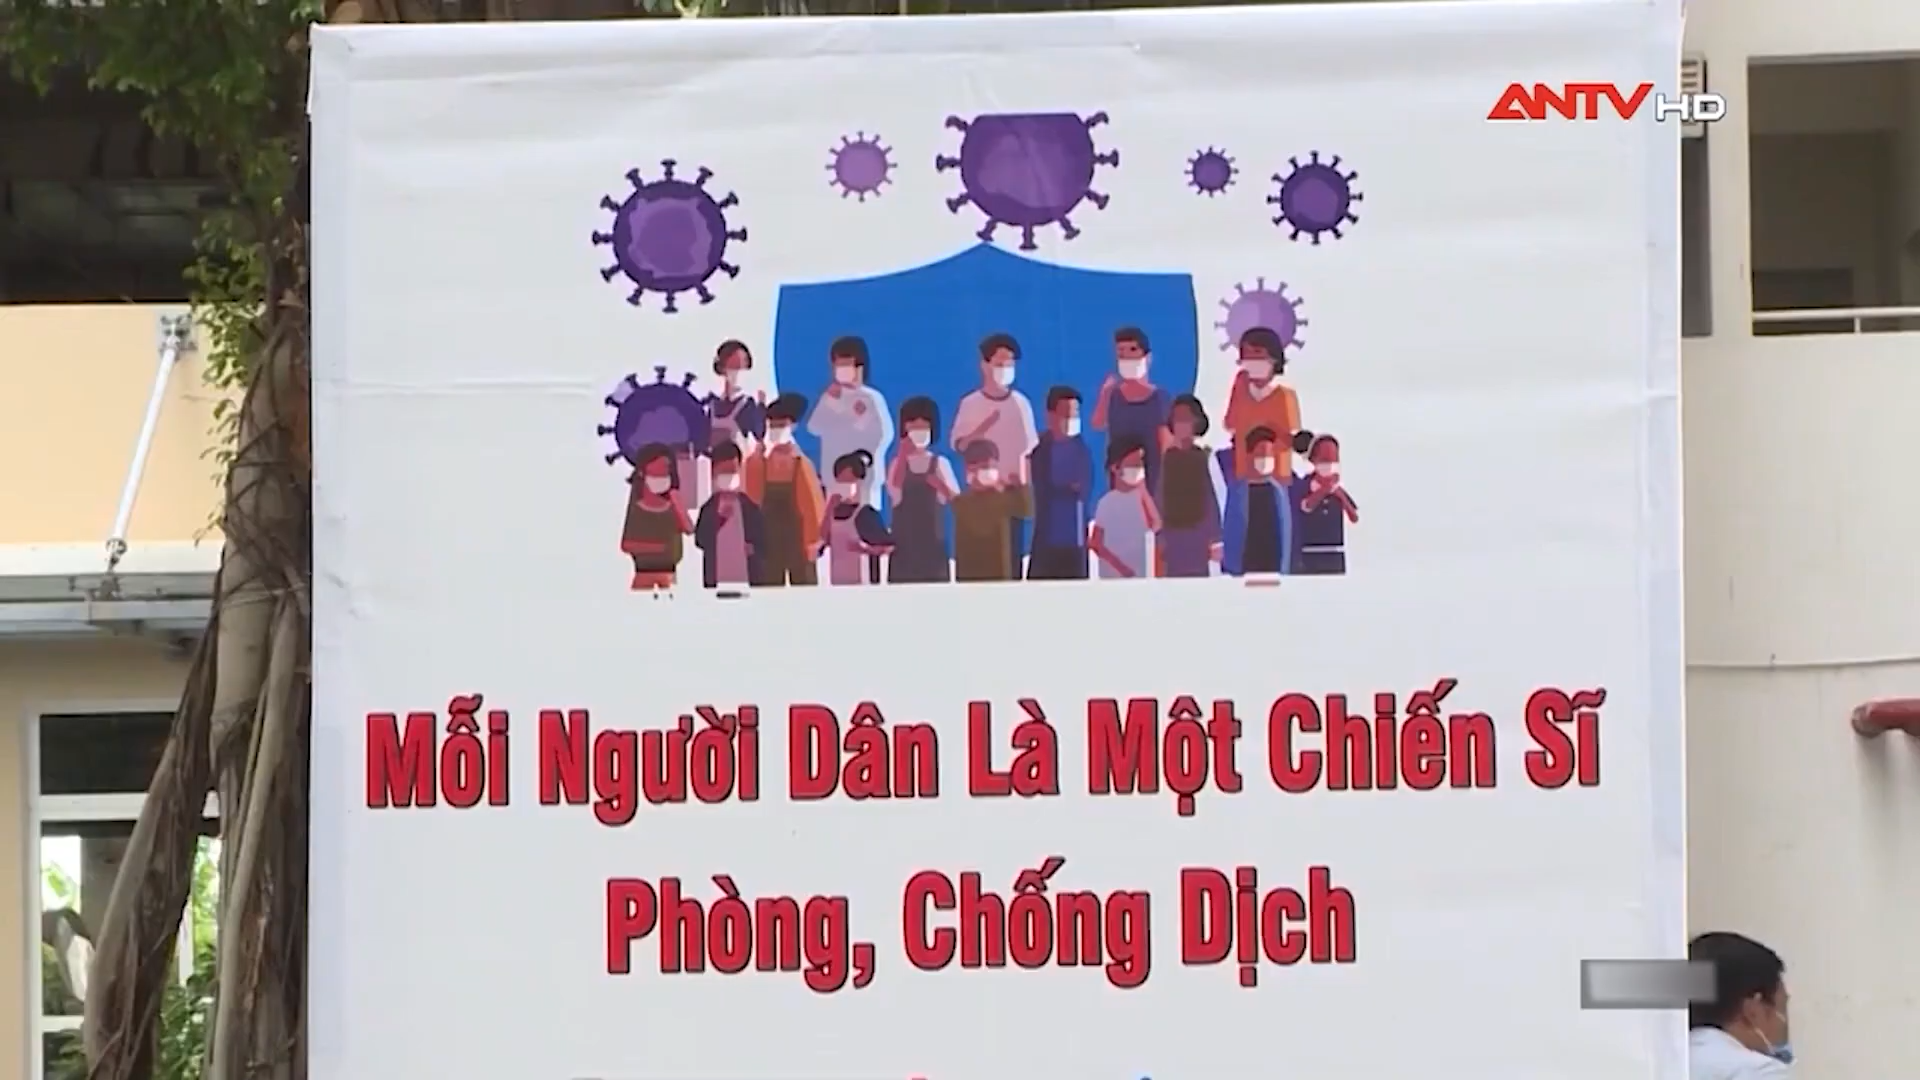 ANTV HD
Mỗi Người Dân Là Một Chiến Sĩ
Phòng, Chống Dịch